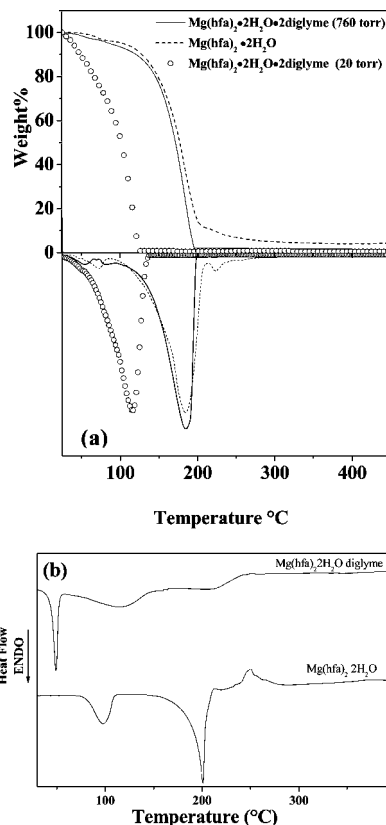 Mg(hfa)₂•2H₂O•2diglyme (760 torr)
Mg(hfa)₂•2H₂O
Mg(hfa)₂•2H₂O•2diglyme (20 torr)
Weight%
100
80
60
40
20
0
(a)
100 200 300 400
Temperature °C
(b)
Mg(hfa)₂2H₂O diglyme
Mg(hfa)₂ 2H₂O
Heat Flow
ENDO
100 200 300
Temperature (°C)